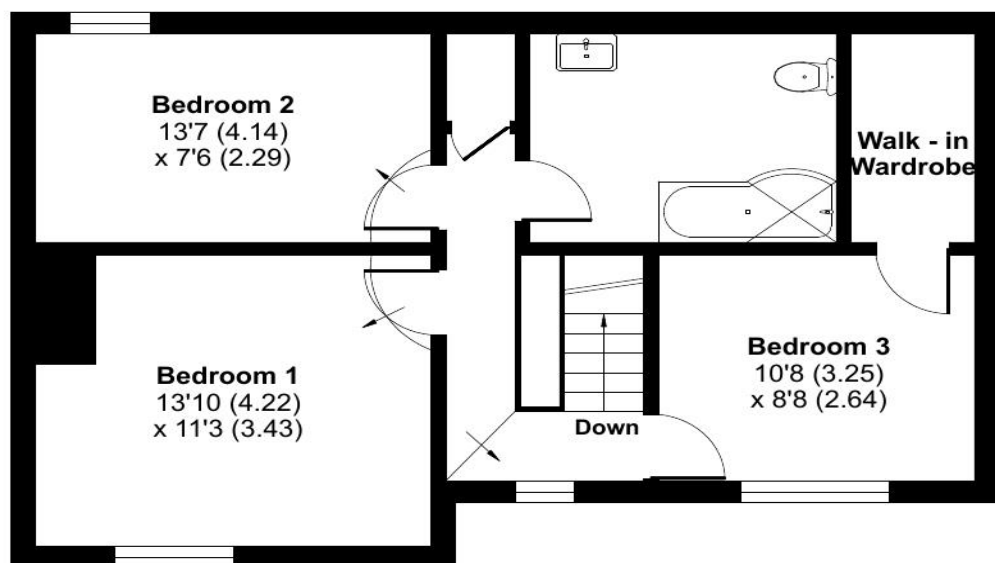 Bedroom 2
13'7 (4.14)
x 7'6 (2.29)
Walk - in
Wardrobe
Bedroom 1
13'10 (4.22)
x 11'3 (3.43)
Bedroom 3
10'8 (3.25)
x 8'8 (2.64)
Down